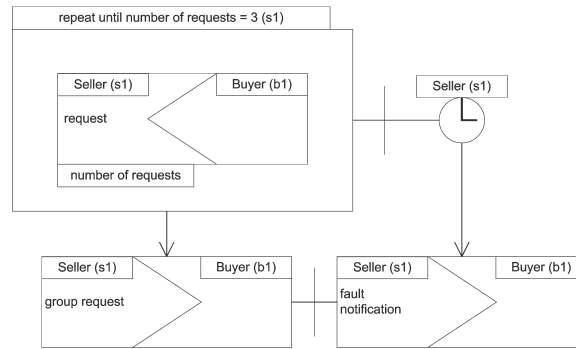 repeat until number of requests = 3 (s1)
Seller (s1)
Buyer (b1)
request
number of requests
Seller (s1)
Seller (s1)
Buyer (b1)
group request
Seller (s1)
Buyer (b1)
fault
notification